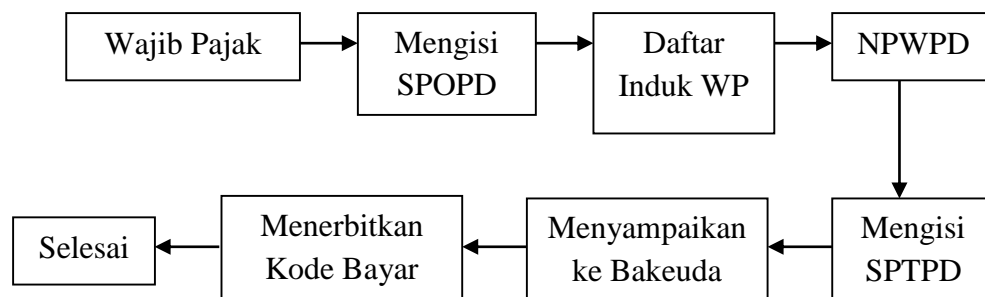 Wajib Pajak
Mengisi
SPOPD
Daftar
Induk WP
NPWPD
Mengisi
SPTPD
Menyampaikan
ke Bakeuda
Menerbitkan
Kode Bayar
Selesai